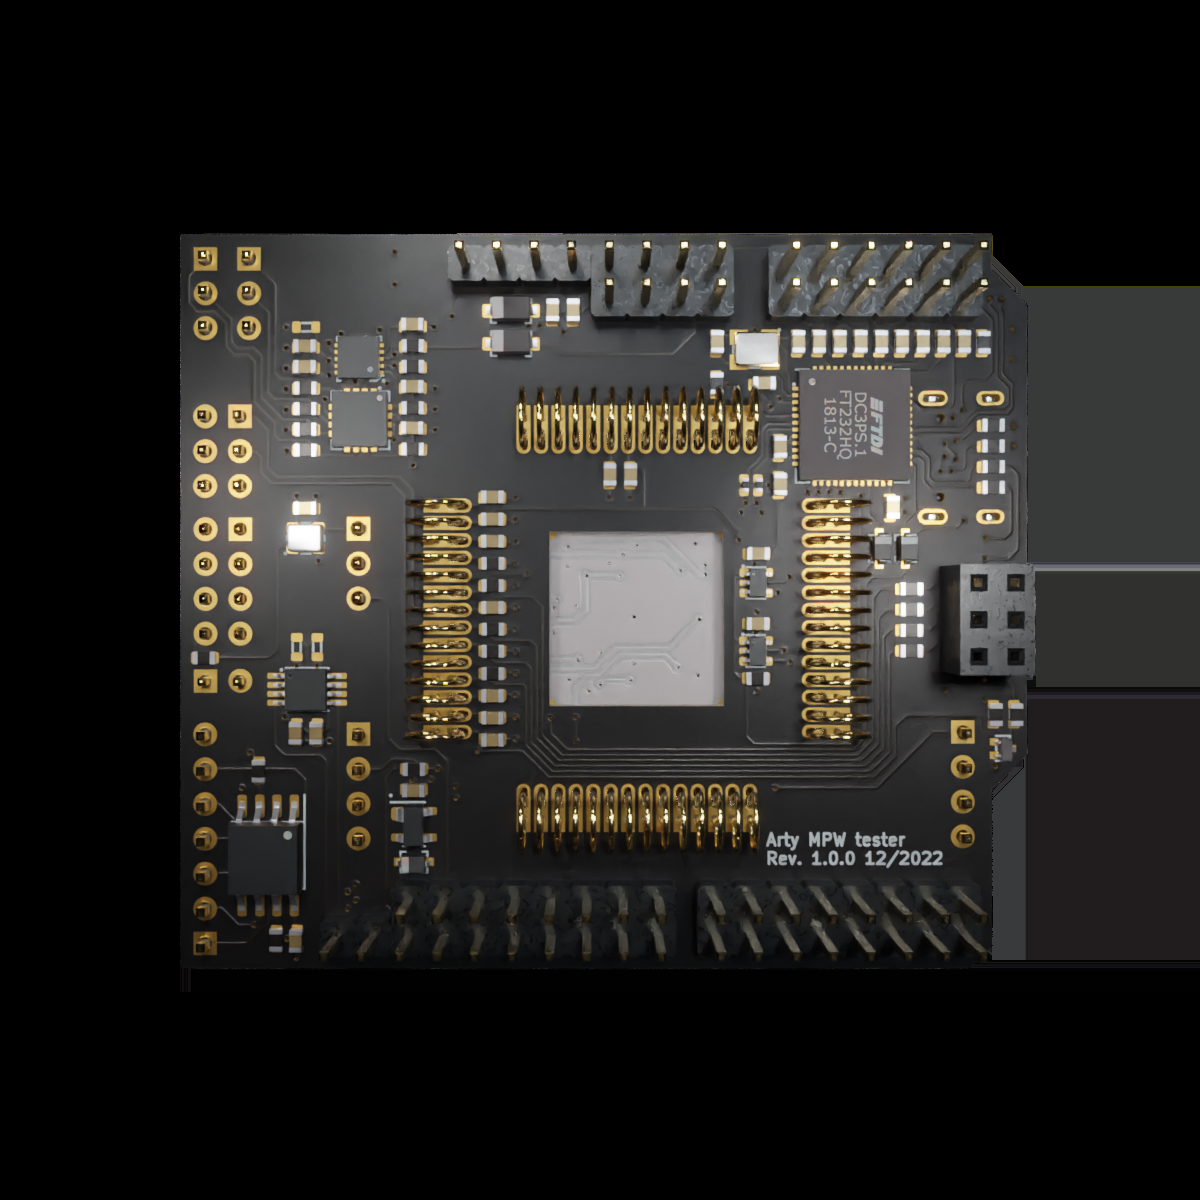 FTDI
DC3PS.1
FT232HQ
1813-C
Arty MPW tester
Rev. 1.0.0 12/2022